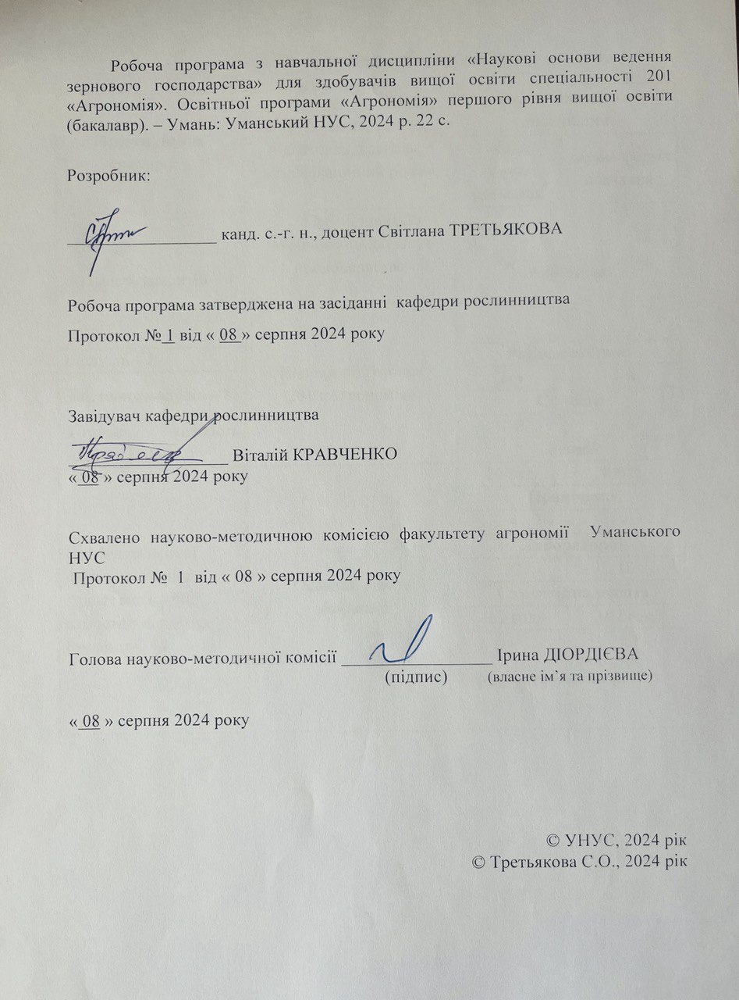 Робоча програма з навчальної дисципліни «Наукові основи ведення
зернового господарства» для здобувачів вищої освіти спеціальності 201
«Агрономія». Освітньої програми «Агрономія» першого рівня вищої освіти
(бакалавр). – Умань: Уманський НУС, 2024 р. 22 с.
Розробник:
канд. с.-г. н., доцент Світлана ТРЕТЬЯКОВА
Робоча програма затверджена на засіданні кафедри рослинництва
Протокол № 1 від « 08 » серпня 2024 року
Завідувач кафедри рослинництва
Віталій КРАВЧЕНКО
« 08 » серпня 2024 року
Схвалено науково-методичною комісією факультету агрономії Уманського
НУС
Протокол № 1 від « 08 » серпня 2024 року
Голова науково-методичної комісії ________________ Ірина ДІОРДІЄВА
(підпис) (власне ім’я та прізвище)
« 08 » серпня 2024 року
© УНУС, 2024 рік
© Третьякова С.О., 2024 рік